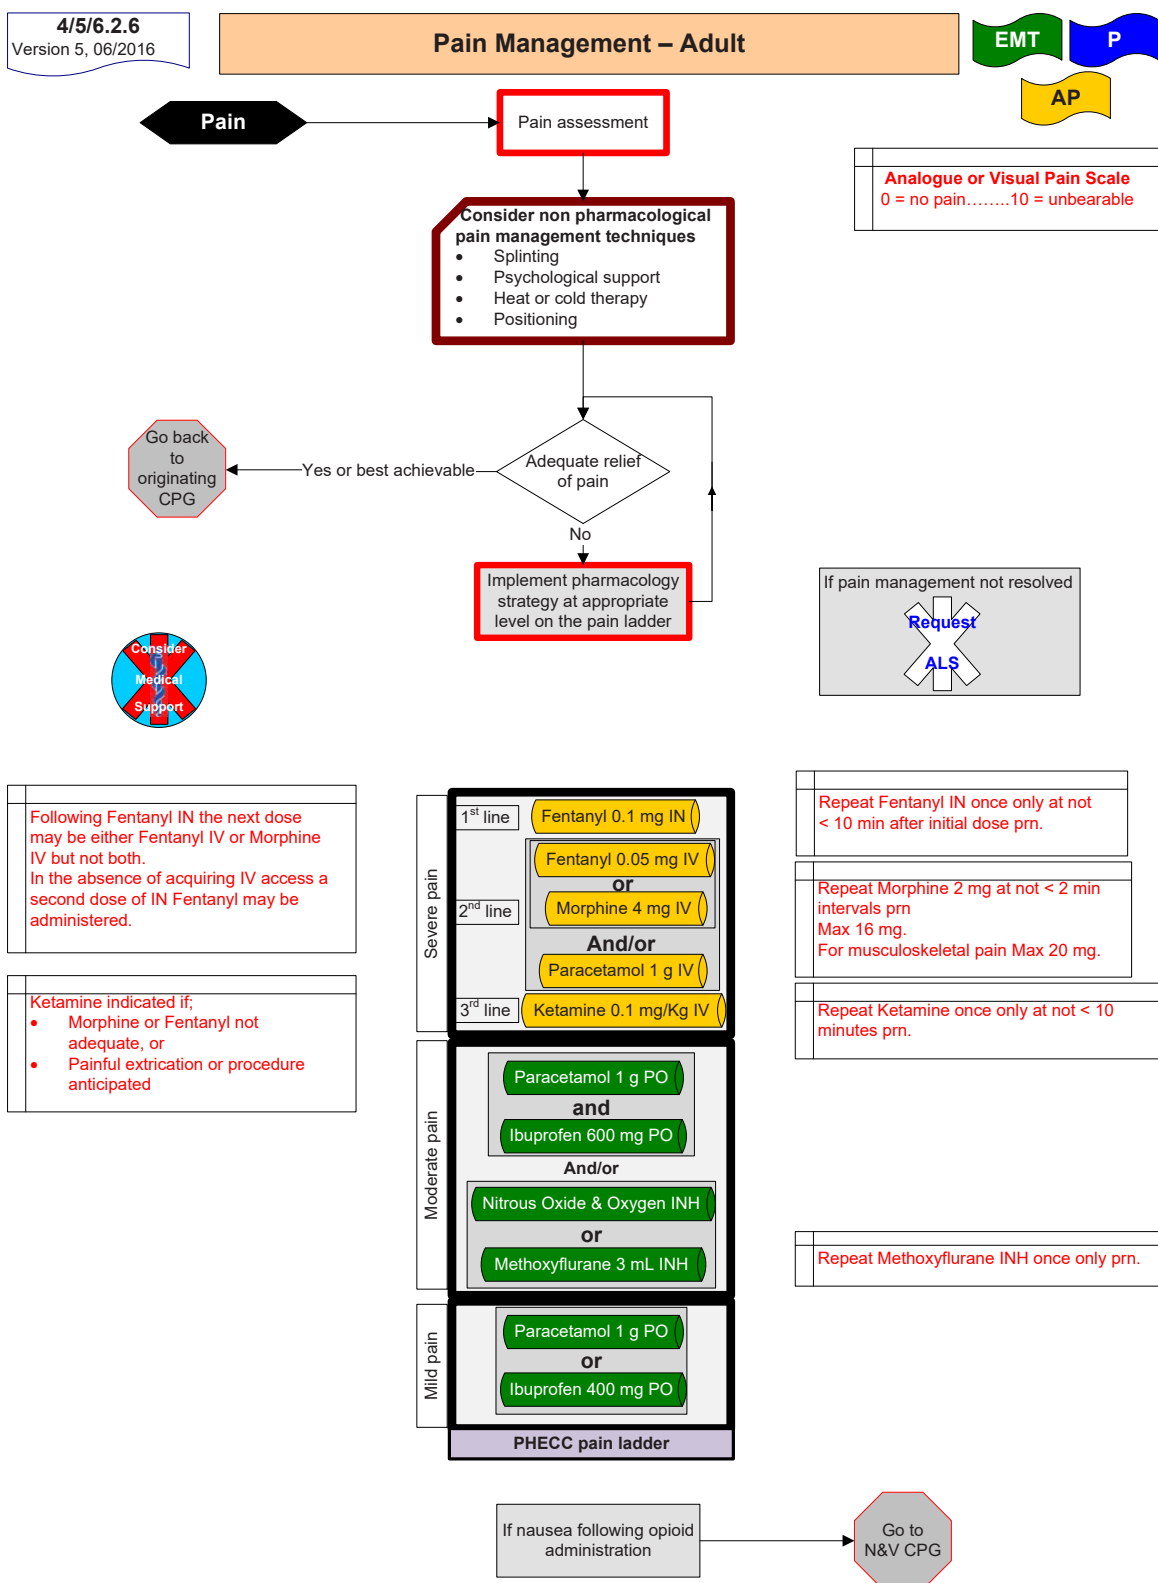 4/5/6.2.6
Version 5, 06/2016
Pain Management – Adult
EMT
P
AP
Pain
Pain assessment
Analogue or Visual Pain Scale
0 = no pain……..10 = unbearable
Consider non pharmacological
pain management techniques
• Splinting
• Psychological support
• Heat or cold therapy
• Positioning
Go back
to
originating
CPG
Yes or best achievable
Adequate relief
of pain
No
Implement pharmacology
strategy at appropriate
level on the pain ladder
If pain management not resolved
Request
ALS
Consider
Medical
Support
Following Fentanyl IN the next dose
may be either Fentanyl IV or Morphine
IV but not both.
In the absence of acquiring IV access a
second dose of IN Fentanyl may be
administered.
Ketamine indicated if;
• Morphine or Fentanyl not
adequate, or
• Painful extrication or procedure
anticipated
Severe pain
1st line
Fentanyl 0.1 mg IN
Fentanyl 0.05 mg IV
or
2nd line
Morphine 4 mg IV
And/or
Paracetamol 1 g IV
3rd line
Ketamine 0.1 mg/Kg IV
Repeat Fentanyl IN once only at not
< 10 min after initial dose prn.
Repeat Morphine 2 mg at not < 2 min
intervals prn
Max 16 mg.
For musculoskeletal pain Max 20 mg.
Repeat Ketamine once only at not < 10
minutes prn.
Moderate pain
Paracetamol 1 g PO
and
Ibuprofen 600 mg PO
And/or
Nitrous Oxide & Oxygen INH
or
Methoxyflurane 3 mL INH
Repeat Methoxyflurane INH once only prn.
Mild pain
Paracetamol 1 g PO
or
Ibuprofen 400 mg PO
PHECC pain ladder
If nausea following opioid
administration
Go to
N&V CPG